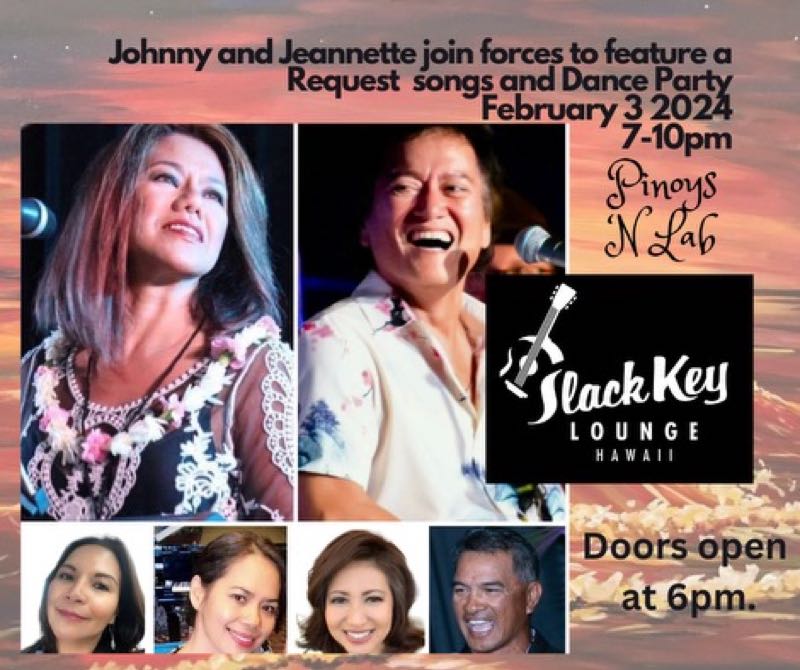 Johnny and Jeannette join forces to feature a
Request songs and Dance Party
February 3 2024
7-10pm
Pinoys
'N Lab
Slack Key
LOUNGE
HAWAII
Doors open
at 6pm.